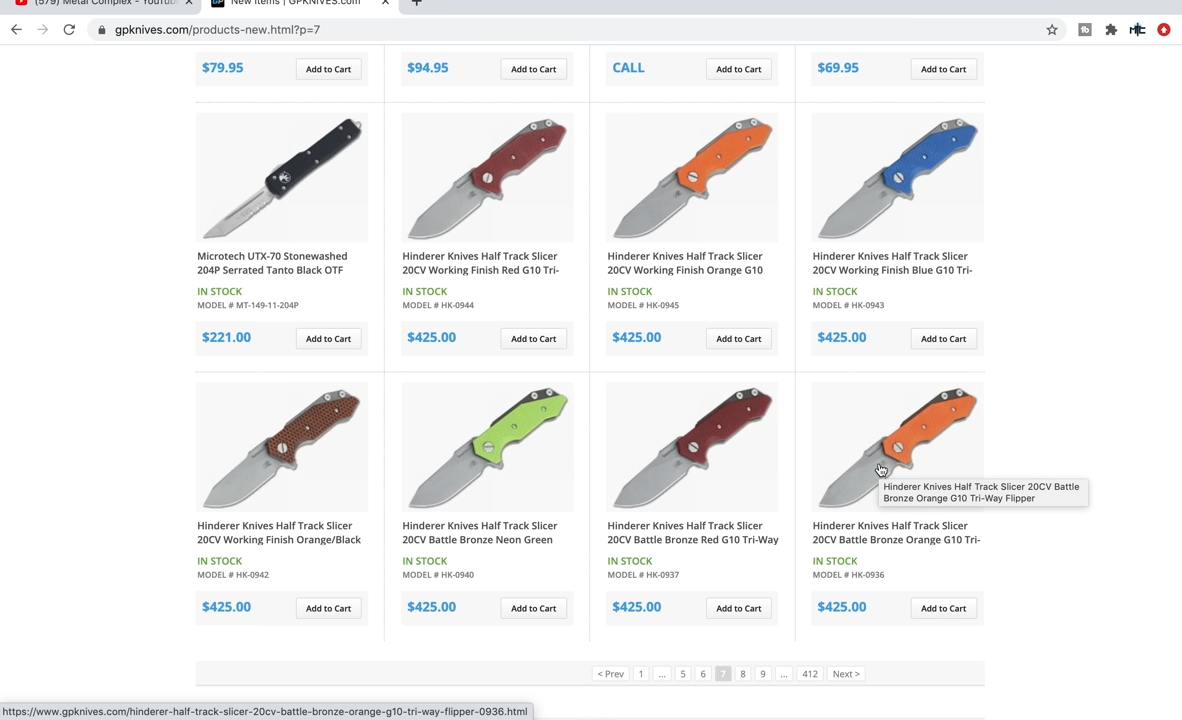 (579) Metal Complex - YouTub
New Items | GPKNIVES.com
gpknives.com/products-new.html?p=7
$79.95 Add to Cart $94.95 Add to Cart CALL Add to Cart $69.95 Add to Cart
Microtech UTX-70 Stonewashed
204P Serrated Tanto Black OTF
IN STOCK
MODEL # MT-149-11-204P
$221.00 Add to Cart
Hinderer Knives Half Track Slicer
20CV Working Finish Red G10 Tri-
IN STOCK
MODEL # HK-0944
$425.00 Add to Cart
Hinderer Knives Half Track Slicer
20CV Working Finish Orange G10
IN STOCK
MODEL # HK-0945
$425.00 Add to Cart
Hinderer Knives Half Track Slicer
20CV Working Finish Blue G10 Tri-
IN STOCK
MODEL # HK-0943
$425.00 Add to Cart
Hinderer Knives Half Track Slicer
20CV Working Finish Orange/Black
IN STOCK
MODEL # HK-0942
$425.00 Add to Cart
Hinderer Knives Half Track Slicer
20CV Battle Bronze Neon Green
IN STOCK
MODEL # HK-0940
$425.00 Add to Cart
Hinderer Knives Half Track Slicer
20CV Battle Bronze Red G10 Tri-Way
IN STOCK
MODEL # HK-0937
$425.00 Add to Cart
Hinderer Knives Half Track Slicer 20CV Battle
Bronze Orange G10 Tri-Way Flipper
Hinderer Knives Half Track Slicer
20CV Battle Bronze Orange G10 Tri-
IN STOCK
MODEL # HK-0936
$425.00 Add to Cart
< Prev 1 ... 5 6 7 8 9 ... 412 Next >
https://www.gpknives.com/hinderer-half-track-slicer-20cv-battle-bronze-orange-g10-tri-way-flipper-0936.html